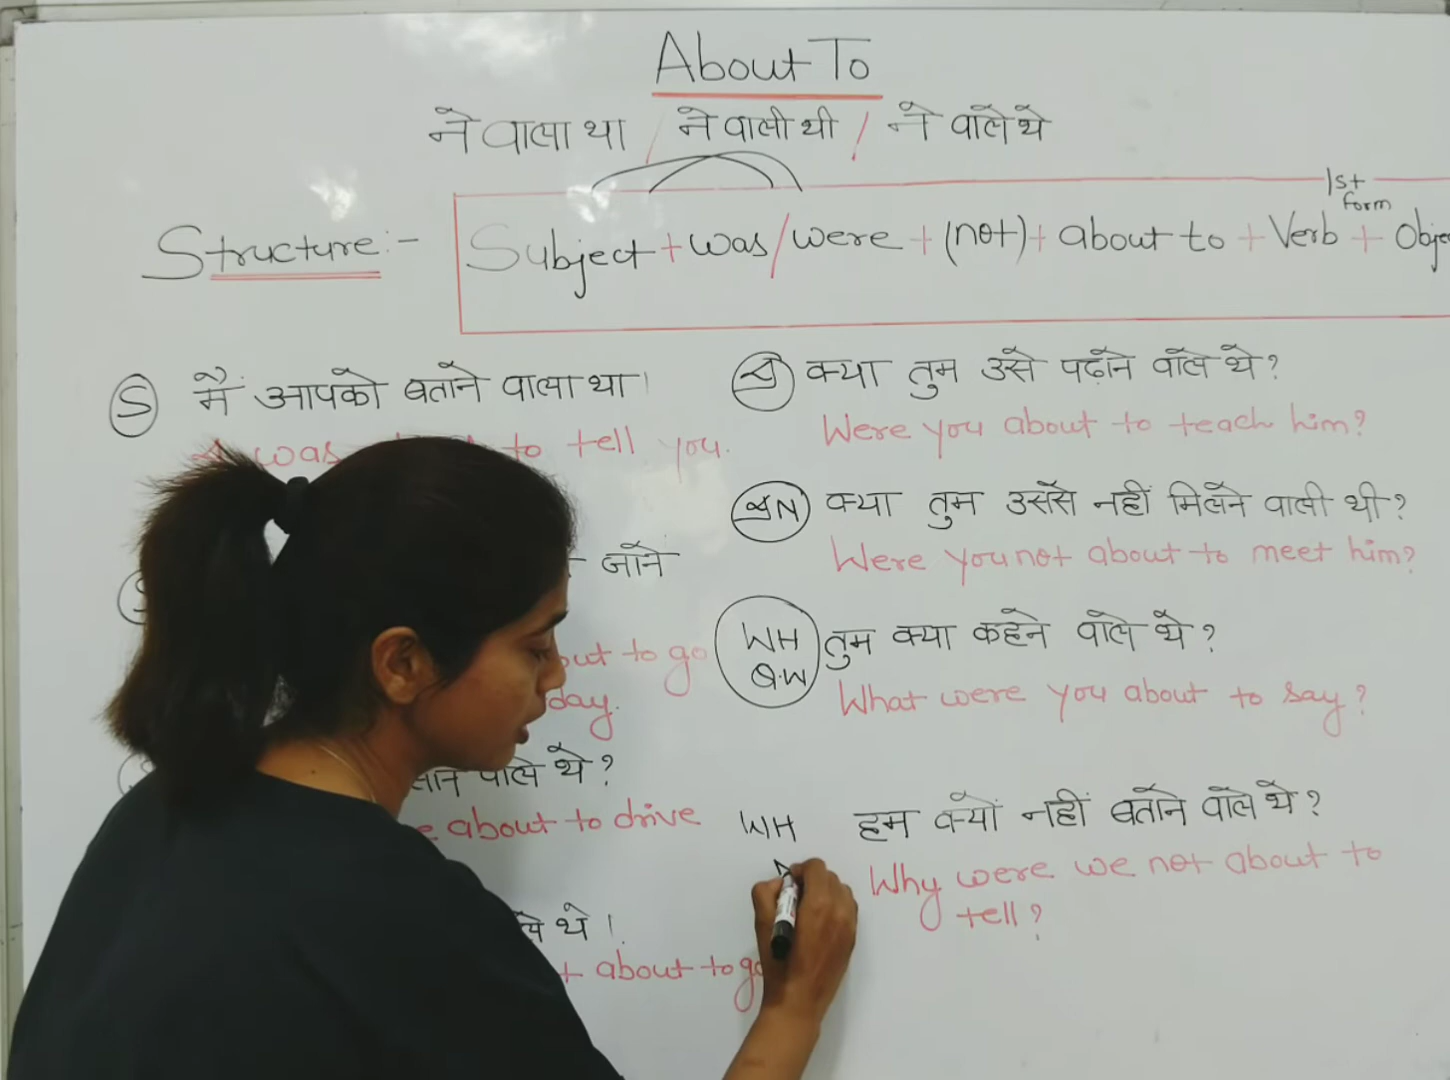 About To
ने वाला था / ने वाली थी / ने वाले थे
Structure:- Subject + was/were + (not) + about to + Verb + Obje
1st
form
S मैं आपको बताने वाला था।
was to tell you.
जाने
out to go
day.
वाले थे?
about to drive
थे।
about to go
I क्या तुम उसे पढ़ाने वाले थे?
Were you about to teach him?
IN क्या तुम उससे नहीं मिलने वाली थी?
Were you not about to meet him?
WH तुम क्या कहने वाले थे?
Q.W
What were you about to say?
WH हम क्यों नहीं बताने वाले थे?
Why were we not about to
tell?